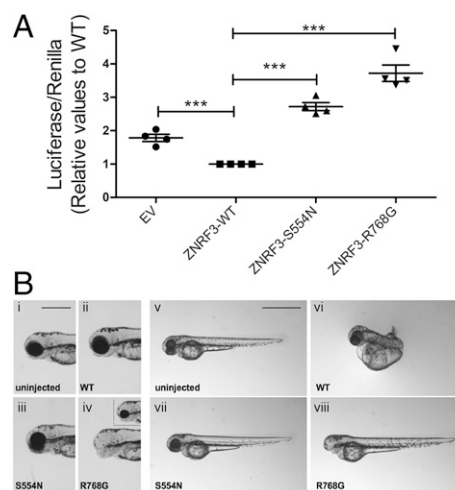 A
Luciferase/Renilla
(Relative values to WT)
5
4
3
2
1
0
***
***
***
EV
ZNRF3-WT
ZNRF3-S554N
ZNRF3-R768G
B
i
uninjected
ii
WT
v
uninjected
vi
WT
iii
S554N
iv
R768G
vii
S554N
viii
R768G